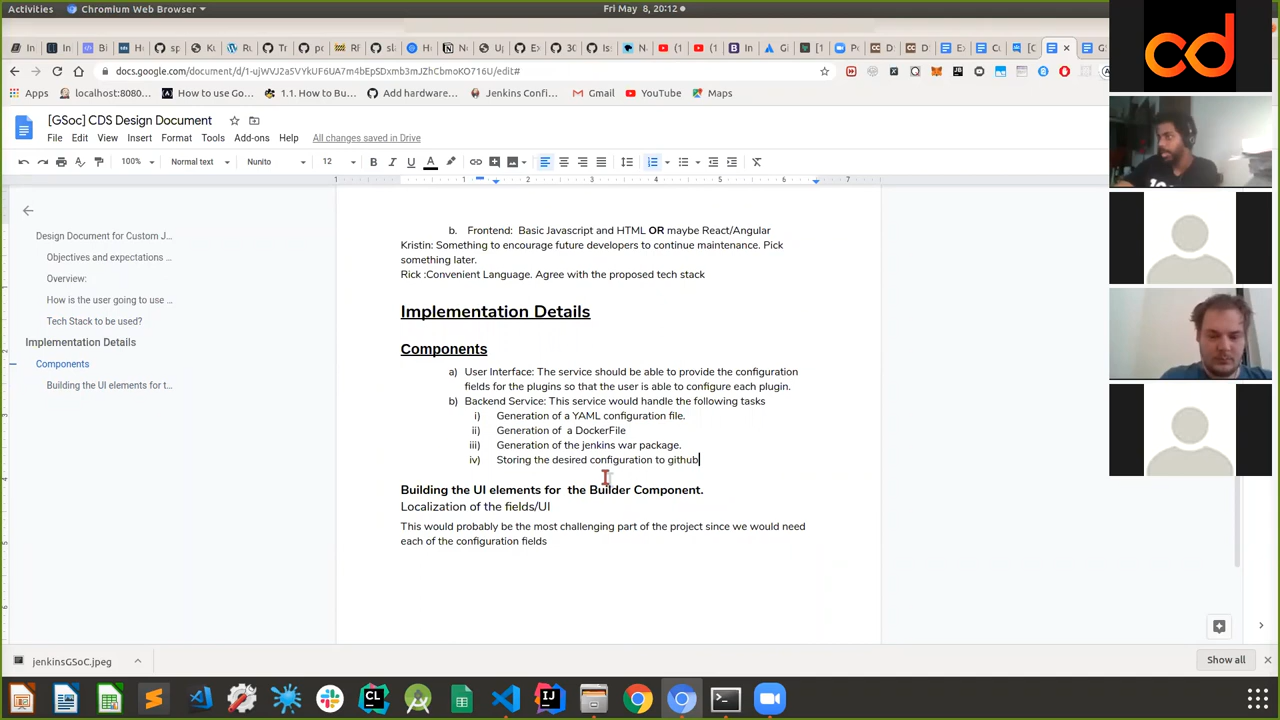 Activities Chromium Web Browser Fri May 8, 20:12
docs.google.com/document/d/1-ujWVJ2a5WYkUF6UA7m4bEpSDxmb2mJZhCbmoKO716U/edit#
Apps localhost:8080... How to use Go... 1.1. How to Bu... Add hardware... Jenkins Confi... Gmail YouTube Maps
[GSoc] CDS Design Document
File Edit View Insert Format Tools Add-ons Help All changes saved in Drive
100% Normal text Nunito 12
Design Document for Custom J...
Objectives and expectations ...
Overview:
How is the user going to use ...
Tech Stack to be used?
Implementation Details
Components
Building the UI elements for t...
b. Frontend: Basic Javascript and HTML OR maybe React/Angular
Kristin: Something to encourage future developers to continue maintenance. Pick
something later.
Rick :Convenient Language. Agree with the proposed tech stack
Implementation Details
Components
a) User Interface: The service should be able to provide the configuration
fields for the plugins so that the user is able to configure each plugin.
b) Backend Service: This service would handle the following tasks
i) Generation of a YAML configuration file.
ii) Generation of a DockerFile
iii) Generation of the jenkins war package.
iv) Storing the desired configuration to github
Building the UI elements for the Builder Component.
Localization of the fields/UI
This would probably be the most challenging part of the project since we would need
each of the configuration fields
jenkinsGSoC.jpeg
Show all
cd